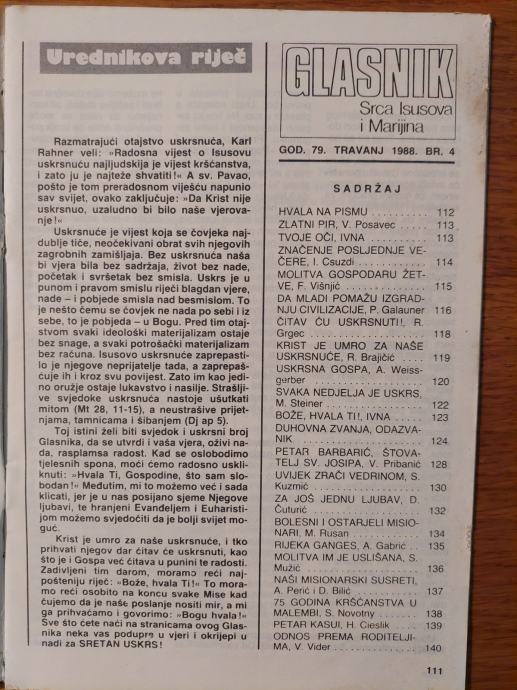 Urednikova riječ
Razmatrajući otajstvo uskrsnuća, Karl
Rahner veli: »Radosna vijest o Isusovu
uskrsnuću najljudskija je vijest kršćanstva,
i zato ju je najteže shvatiti!« A sv. Pavao,
pošto je tom preradosnom viješću napunio
sav svijet, ovako zaključuje: »Da Krist nije
uskrsnuo, uzaludno bi bilo naše vjerova-
nje!«
Uskrsnuće je vijest koja se čovjeka naj-
dublje tiče, neočekivani obrat svih njegovih
zagrobnih zamišljaja. Bez uskrsnuća naša
bi vjera bila bez sadržaja, život bez nade,
početak i svršetak bez smisla. Uskrs je u
punom i pravom smislu riječi blagdan vjere,
nade – i pobjede smisla nad besmislom. To
je nešto čemu se čovjek ne nada po sebi i iz
sebe, to je pobjeda – u Bogu. Pred tim otaj-
stvom svaki ideološki materijalizam ostaje
bez snage, a svaki potrošački materijalizam
bez računa. Isusovo uskrsnuće zaprepasti-
lo je njegove neprijatelje tada, a zaprepaš-
ćuje ih i kroz svu povijest. Zato im kao jedi-
no oružje ostaje lukavstvo i nasilje. Strašlji-
ve svjedoke uskrsnuća nastoje ušutkati
mitom (Mt 28, 11-15), a neustrašive prijet-
njama, tamnicama i šibanjem (Dj ap 5).
Toj istini želi biti svjedok i uskrsni broj
Glasnika, da se utvrdi i vaša vjera, oživi na-
da, rasplamsa radost. Kad se oslobodimo
tjelesnih spona, moći ćemo radosno usklik-
nuti: »Hvala Ti, Gospodine, što sam slo-
bodan!« Međutim, mi to možemo već i sada
klicati, jer je u nas posijano sjeme Njegove
ljubavi, te hranjeni Evanđeljem i Euharisti-
jom možemo svjedočiti da je bolji svijet mo-
guć.
Krist je umro za naše uskrsnuće, i tko
prihvati njegov dar čitav će uskrsnuti, kao
što je i Gospa već čitava u punini te radosti.
Zadivljeni tim darom, moramo reći naj-
pošteniju riječ: »Bože, hvala Ti!« To mora-
mo reći osobito na koncu svake Mise kad
čujemo da je naše poslanje nositi mir, a mi
ga prihvaćamo i govorimo: »Bogu hvala!«
Sve što ćete naći na stranicama ovog Glas-
nika neka vas podupre u vjeri i okrijepi u
nadi za SRETAN USKRS!
GLASNIK
Srca Isusova
i Marijina
GOD. 79. TRAVANJ 1988. BR. 4
SADRŽAJ
HVALA NA PISMU . . . . . . . . . . 112
ZLATNI PIR, V. Posavec . . . . . 113
TVOJE OČI, IVNA . . . . . . . . . . 113
ZNAČENJE POSLJEDNJE VE-
ČERE, I. Csuzdi . . . . . . . . . . . . 114
MOLITVA GOSPODARU ŽET-
VE, F. Višnjić . . . . . . . . . . . . . . 115
DA MLADI POMAŽU IZGRAD-
NJU CIVILIZACIJE, P. Galauner 116
ČITAV ĆU USKRSNUTI!, R.
Grgec . . . . . . . . . . . . . . . . . . 118
KRIST JE UMRO ZA NAŠE
USKRSNUĆE, R. Brajičić . . . . 119
USKRSNA GOSPA, A. Weiss-
gerber . . . . . . . . . . . . . . . . . . 120
SVAKA NEDJELJA JE USKRS,
M. Steiner . . . . . . . . . . . . . . . . 122
BOŽE, HVALA TI!, IVNA . . . . . 123
DUHOVNA ZVANJA, ODAZVA-
NIK . . . . . . . . . . . . . . . . . . . . 124
PETAR BARBARIĆ, ŠTOVA-
TELJ SV. JOSIPA, V. Pribanić 128
UVIJEK ZRAČI VEDRINOM, S.
Kuzmić . . . . . . . . . . . . . . . . . . 130
ZA JOŠ JEDNU LJUBAV, D.
Čuturić . . . . . . . . . . . . . . . . . . 132
BOLESNI I OSTARJELI MISIO-
NARI, M. Rusan . . . . . . . . . . . 134
RIJEKA GANGES, A. Gabrić . . 135
MOLITVA IM JE USLIŠANA, S.
Mužić . . . . . . . . . . . . . . . . . . 136
NAŠI MISIONARSKI SUSRETI,
A. Perić i D. Bilić . . . . . . . . . . . 137
75 GODINA KRŠĆANSTVA U
MALEMBI, S. Novotny . . . . . . 138
PETAR KASUI, H. Cieslik . . . . 139
ODNOS PREMA RODITELJI-
MA, V. Vider . . . . . . . . . . . . . . 140
111